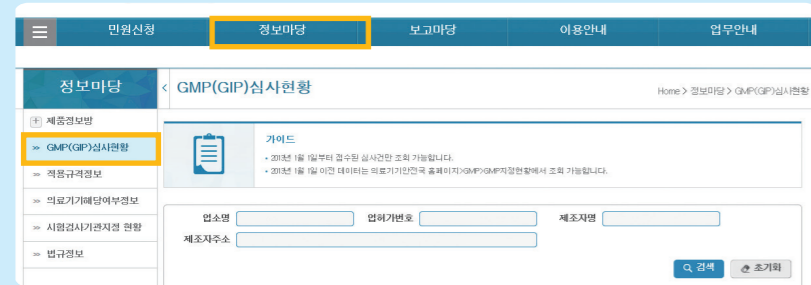 민원신청 정보마당 보고마당 이용안내 업무안내
정보마당
GMP(GIP)심사현황
Home > 정보마당 > GMP(GIP)심사현황
제품정보방
GMP(GIP)심사현황
적용규격정보
의료기기해당여부정보
시험검사기관지정 현황
법규정보
가이드
• 2013년 1월 1일부터 접수된 심사건만 조회 가능합니다.
• 2013년 1월 1일 이전 데이터는 의료기기안전국 홈페이지>GMP>GMP지정현황에서 조회 가능합니다.
업소명 업허가번호 제조자명
제조자주소
검색 초기화